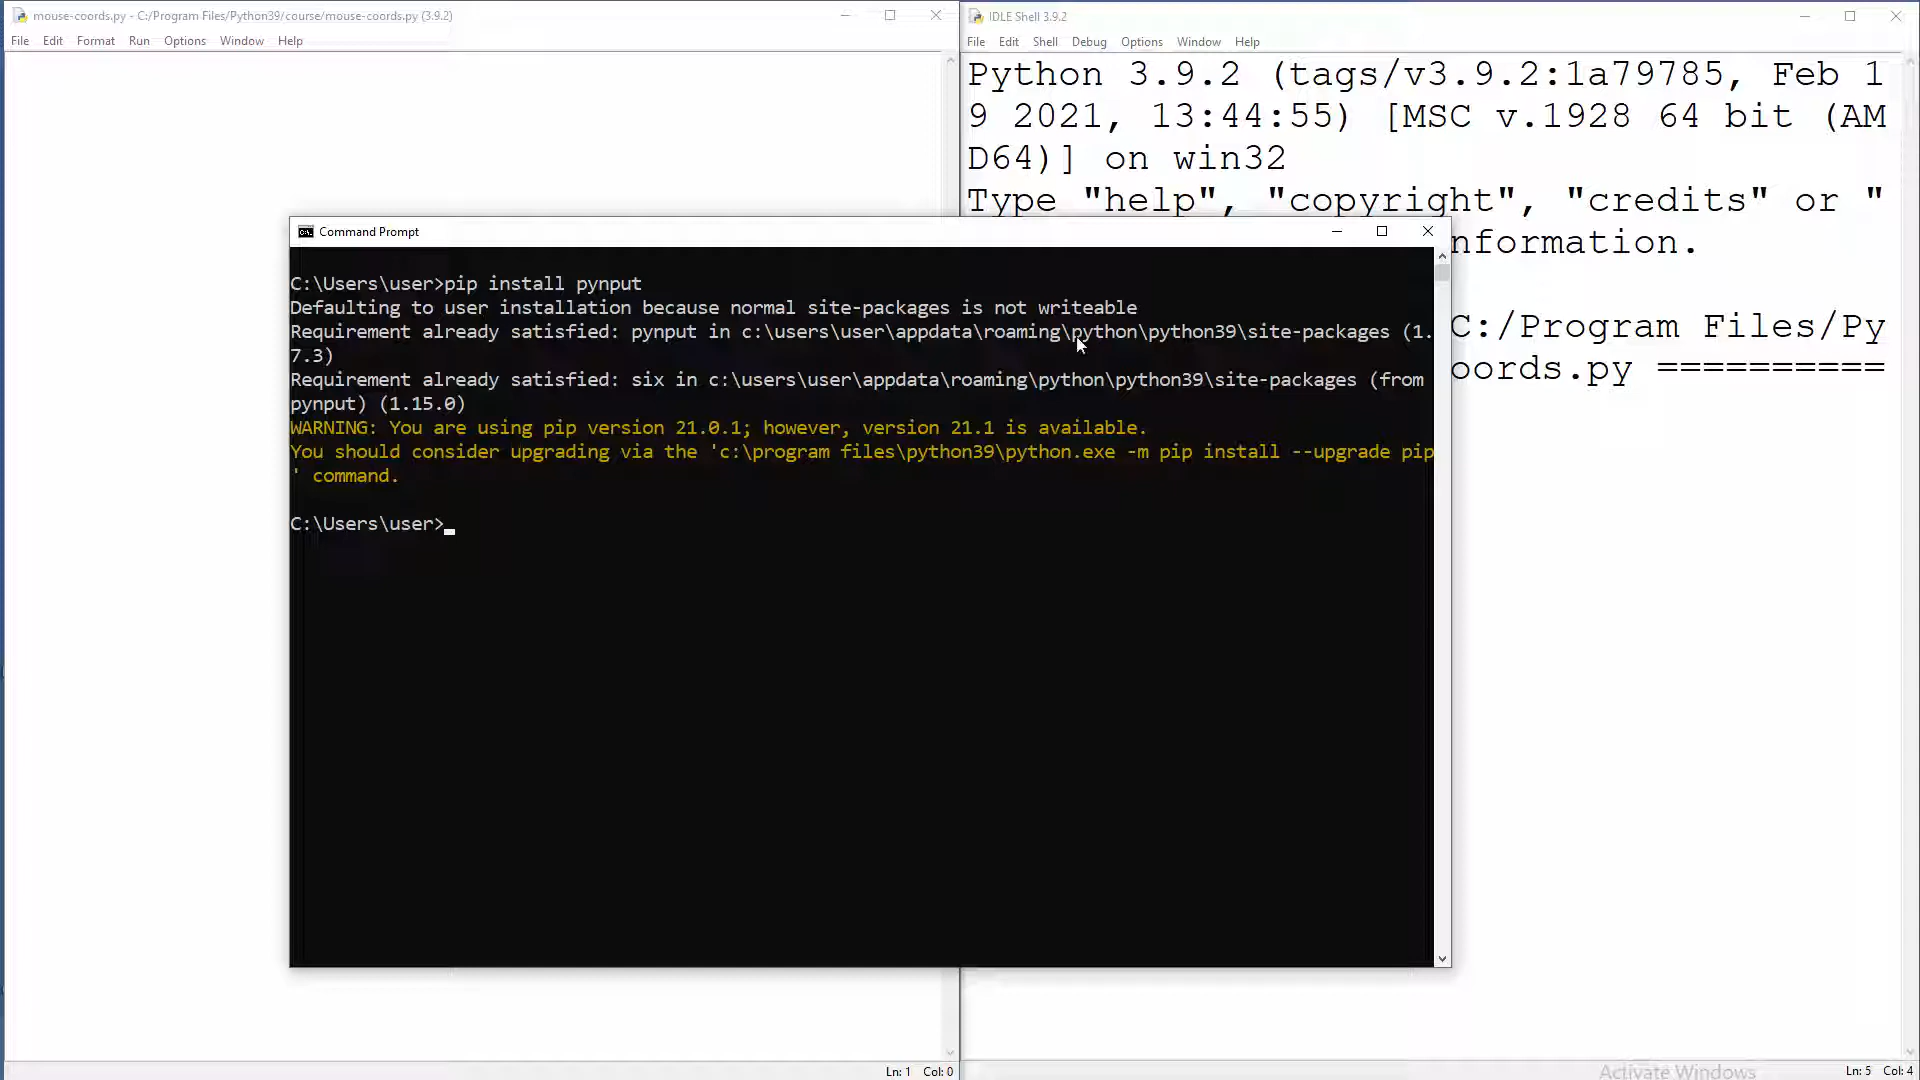 mouse-coords.py - C:/Program Files/Python39/course/mouse-coords.py (3.9.2)
File Edit Format Run Options Window Help
IDLE Shell 3.9.2
File Edit Shell Debug Options Window Help
Python 3.9.2 (tags/v3.9.2:1a79785, Feb 1
9 2021, 13:44:55) [MSC v.1928 64 bit (AM
D64)] on win32
Type "help", "copyright", "credits" or "
nformation.
C:/Program Files/Py
oords.py ==========
Command Prompt
C:\Users\user>pip install pynput
Defaulting to user installation because normal site-packages is not writeable
Requirement already satisfied: pynput in c:\users\user\appdata\roaming\python\python39\site-packages (1.
7.3)
Requirement already satisfied: six in c:\users\user\appdata\roaming\python\python39\site-packages (from
pynput) (1.15.0)
WARNING: You are using pip version 21.0.1; however, version 21.1 is available.
You should consider upgrading via the 'c:\program files\python39\python.exe -m pip install --upgrade pip
' command.
C:\Users\user>
Ln: 1 Col: 0
Activate Windows
Ln: 5 Col: 4